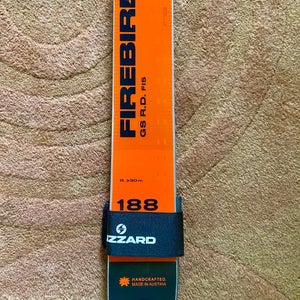 FIREBIRD
GS R.D. FIS
R. ≥30m
188
IZZARD
HANDCRAFTED.
MADE IN AUSTRIA